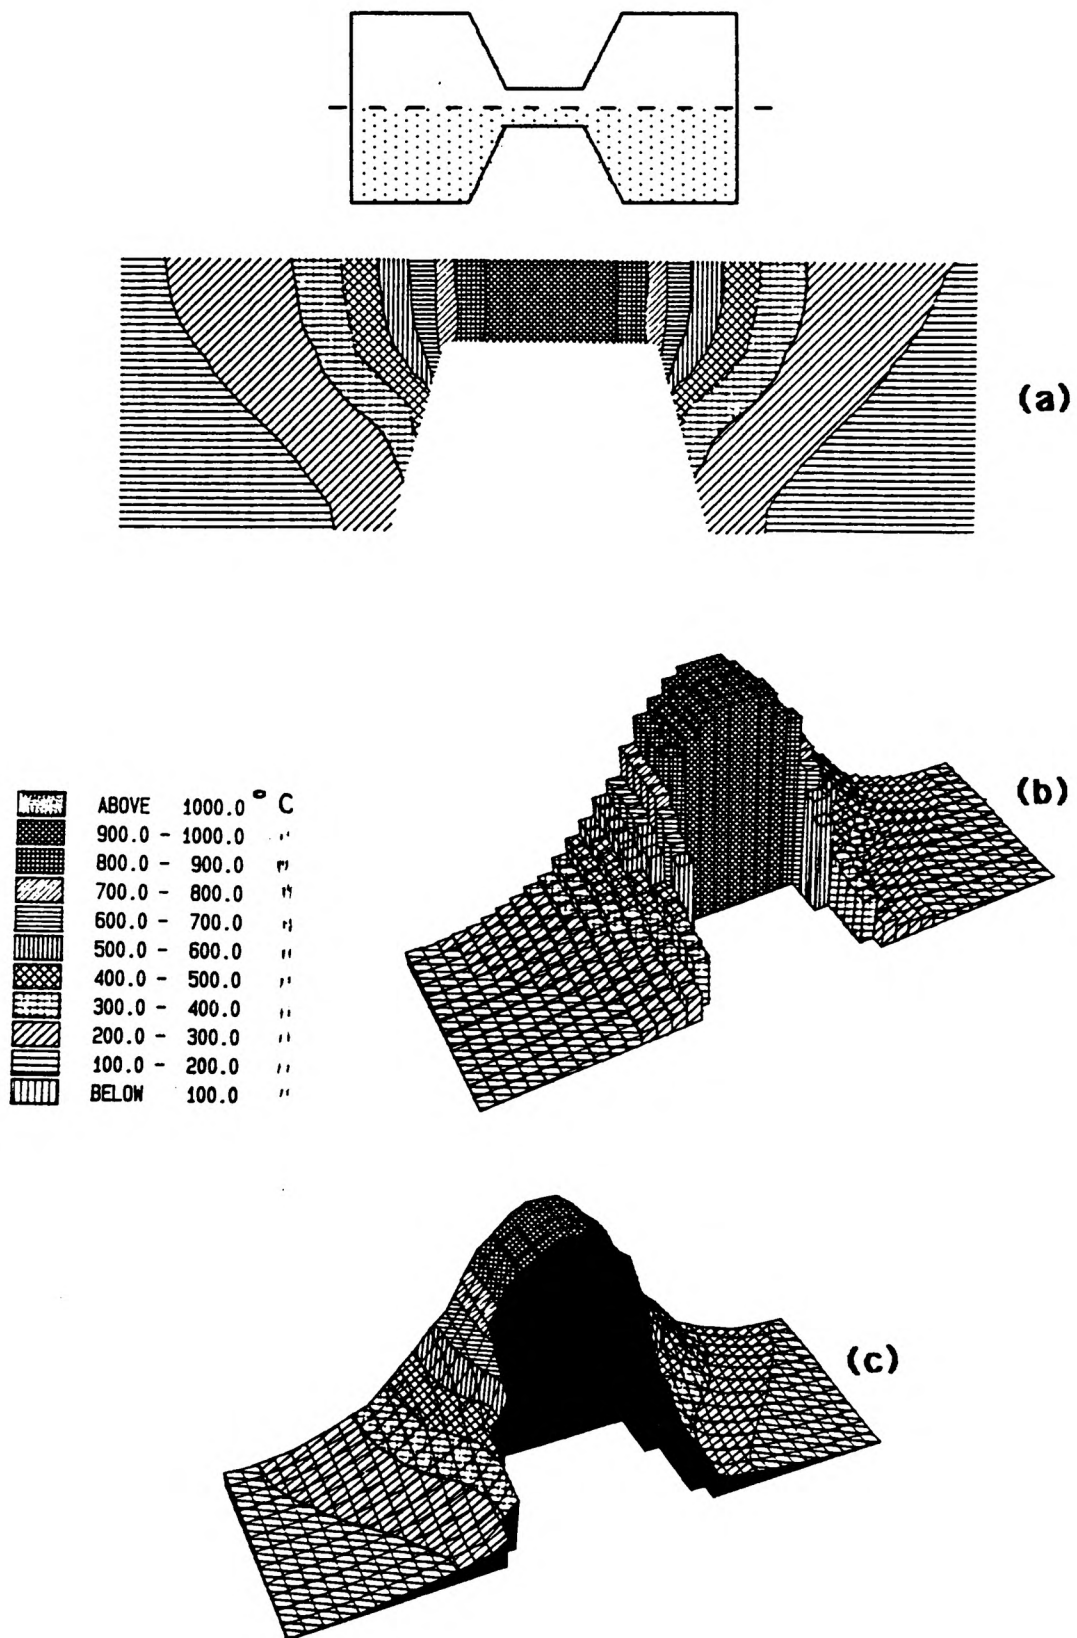 (a)
(b)
ABOVE 1000.0 ° C
900.0 - 1000.0 "
800.0 - 900.0 "
700.0 - 800.0 "
600.0 - 700.0 "
500.0 - 600.0 "
400.0 - 500.0 "
300.0 - 400.0 "
200.0 - 300.0 "
100.0 - 200.0 "
BELOW 100.0 "
(c)